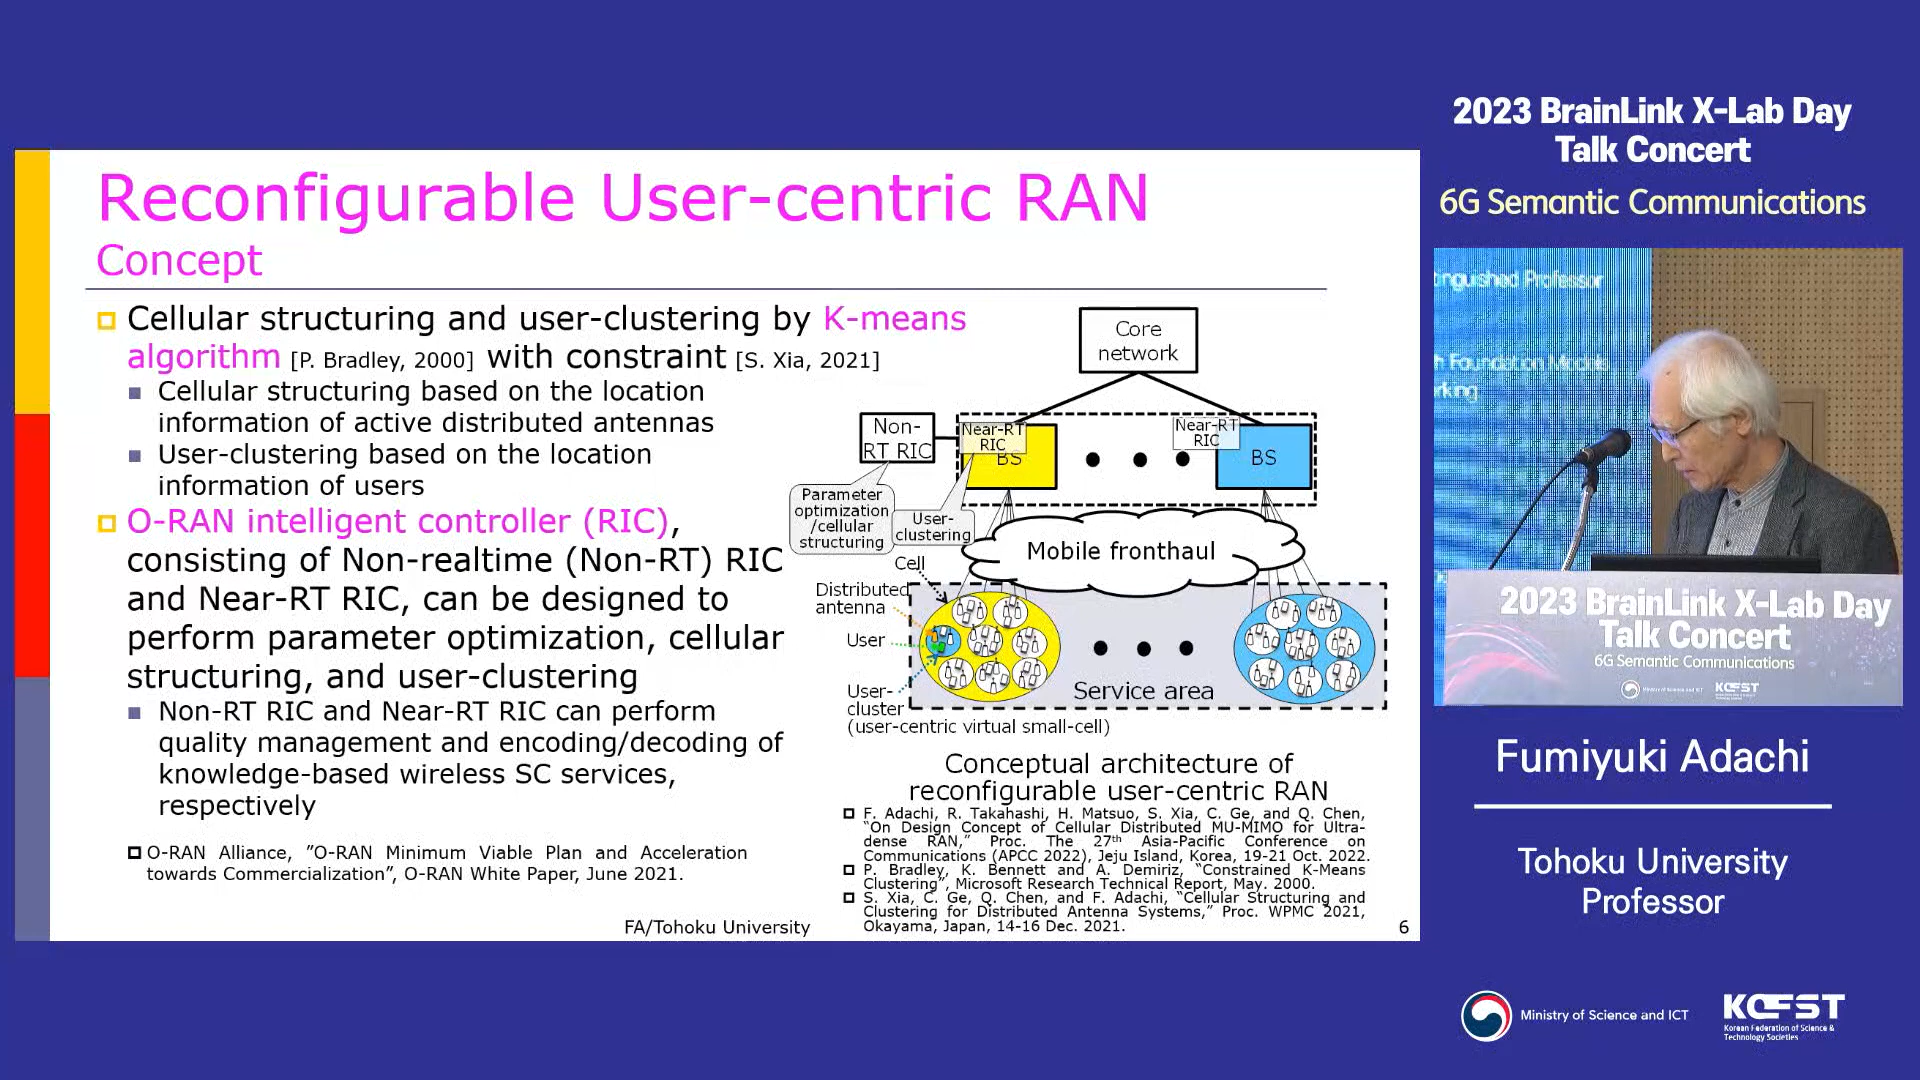 Reconfigurable User-centric RAN
Concept
Cellular structuring and user-clustering by K-means
algorithm [P. Bradley, 2000] with constraint [S. Xia, 2021]
Cellular structuring based on the location
information of active distributed antennas
User-clustering based on the location
information of users
O-RAN intelligent controller (RIC),
consisting of Non-realtime (Non-RT) RIC
and Near-RT RIC, can be designed to
perform parameter optimization, cellular
structuring, and user-clustering
Non-RT RIC and Near-RT RIC can perform
quality management and encoding/decoding of
knowledge-based wireless SC services,
respectively
O-RAN Alliance, "O-RAN Minimum Viable Plan and Acceleration
towards Commercialization", O-RAN White Paper, June 2021.
FA/Tohoku University
Core
network
Non-
RT RIC
Near-RT
RIC
BS
Near-RT
RIC
BS
Parameter
optimization
/cellular
structuring
User-
clustering
Mobile fronthaul
Cell
Distributed
antenna
User
User-
cluster
(user-centric virtual small-cell)
Service area
Conceptual architecture of
reconfigurable user-centric RAN
F. Adachi, R. Takahashi, H. Matsuo, S. Xia, C. Ge, and Q. Chen,
"On Design Concept of Cellular Distributed MU-MIMO for Ultra-
dense RAN," Proc. The 27th Asia-Pacific Conference on
Communications (APCC 2022), Jeju Island, Korea, 19-21 Oct. 2022.
P. Bradley, K. Bennett and A. Demiriz, "Constrained K-Means
Clustering", Microsoft Research Technical Report, May. 2000.
S. Xia, C. Ge, Q. Chen, and F. Adachi, "Cellular Structuring and
Clustering for Distributed Antenna Systems," Proc. WPMC 2021,
Okayama, Japan, 14-16 Dec. 2021.
6
2023 BrainLink X-Lab Day
Talk Concert
6G Semantic Communications
inguished Professor
h Foundation Models
rking
2023 BrainLink X-Lab Day
Talk Concert
6G Semantic Communications
Ministry of Science and ICT
KOFST
Fumiyuki Adachi
Tohoku University
Professor
Ministry of Science and ICT
KOFST
Korean Federation of Science &
Technology Societies